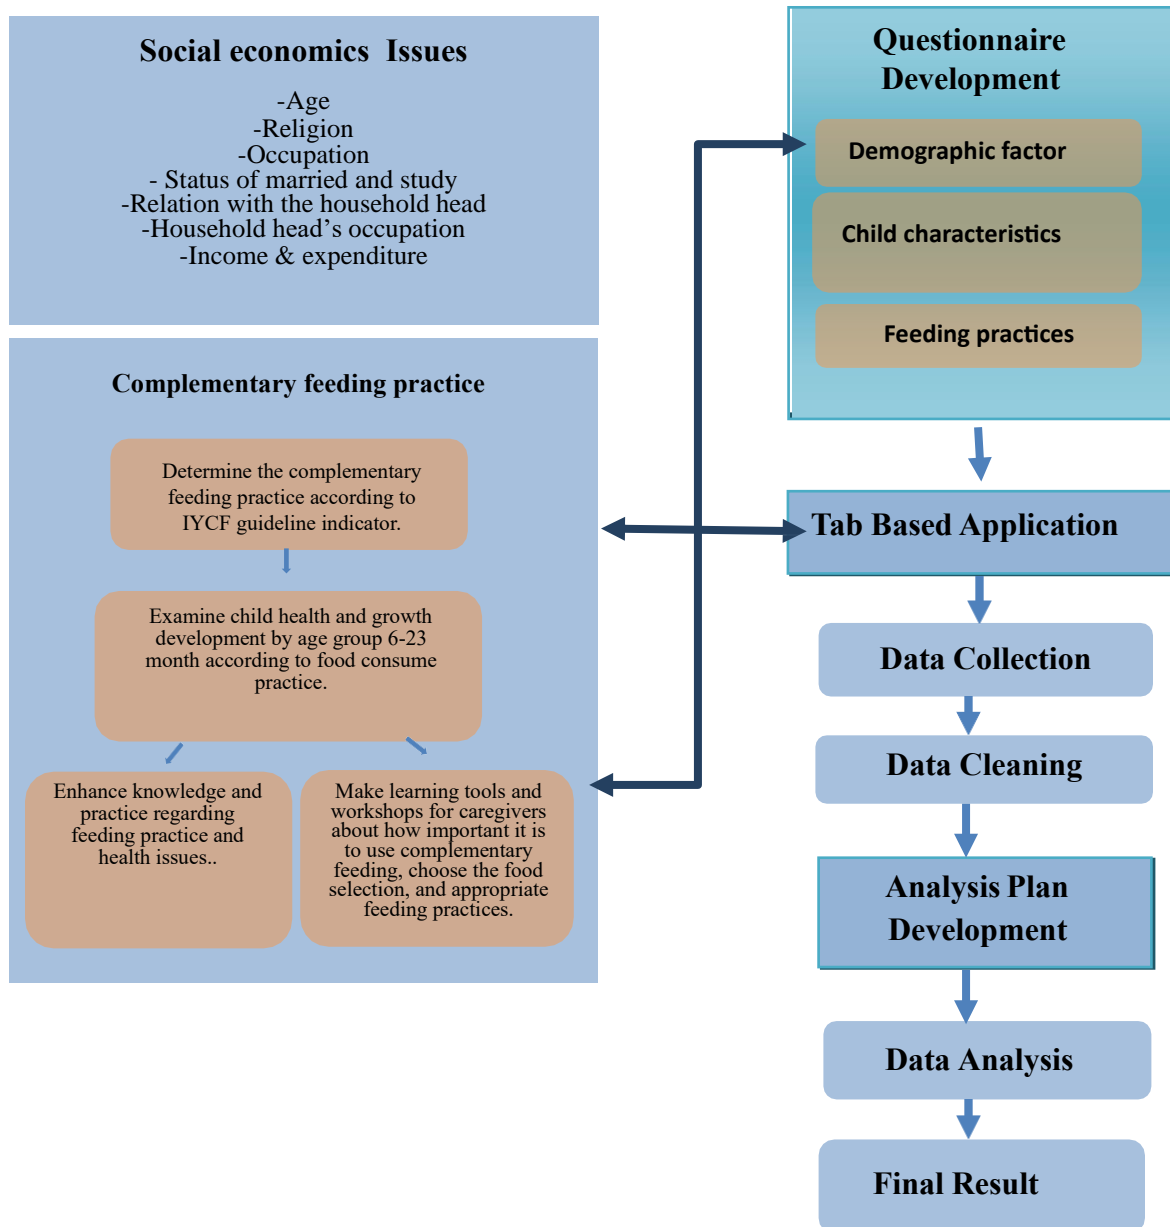 Social economics  Issues
-Age
-Religion
-Occupation
- Status of married and study
-Relation with the household head
-Household head’s occupation
-Income & expenditure
Complementary feeding practice
Determine the complementary
feeding practice according to
IYCF guideline indicator.
Examine child health and growth
development by age group 6-23
month according to food consume
practice.
Enhance knowledge and
practice regarding
feeding practice and
health issues..
Make learning tools and
workshops for caregivers
about how important it is
to use complementary
feeding, choose the food
selection, and appropriate
feeding practices.
Questionnaire
Development
Demographic factor
Child characteristics
Feeding practices
Tab Based Application
Data Collection
Data Cleaning
Analysis Plan
Development
Data Analysis
Final Result